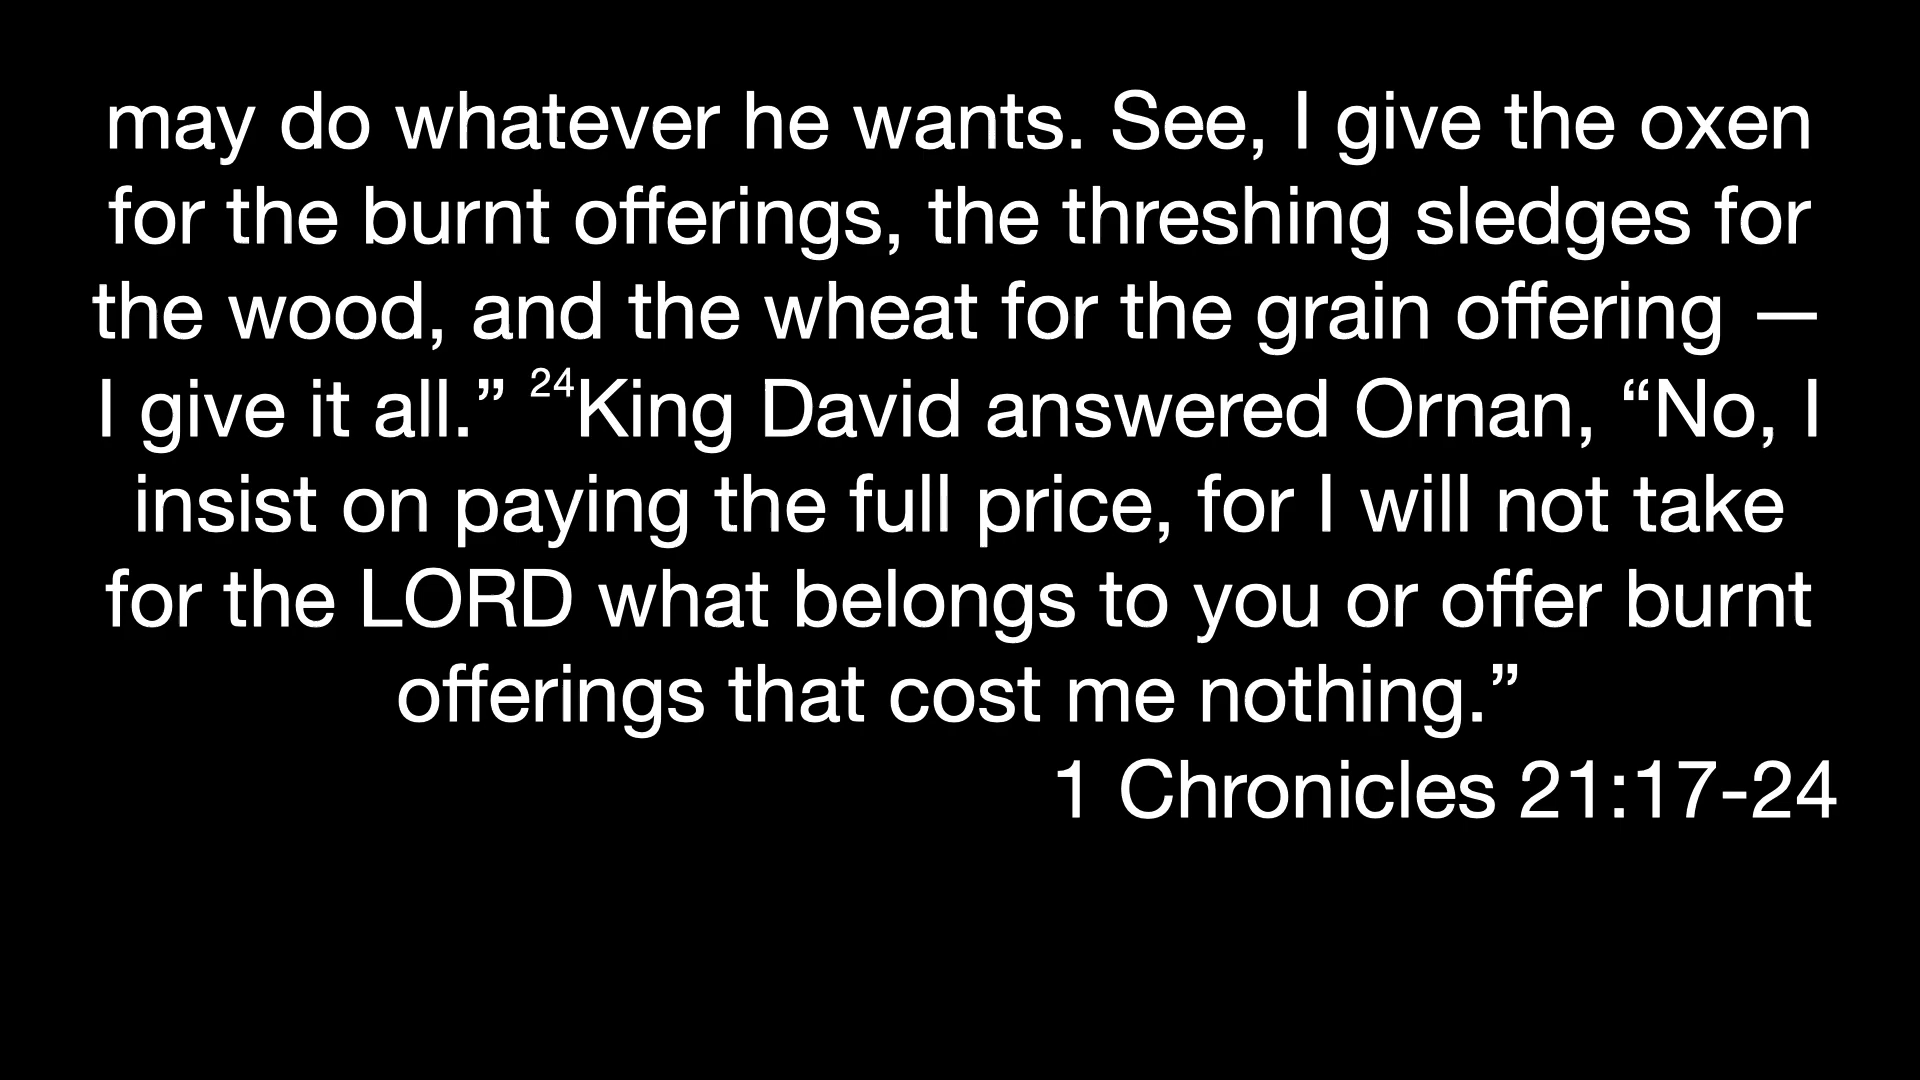 may do whatever he wants. See, I give the oxen
for the burnt offerings, the threshing sledges for
the wood, and the wheat for the grain offering —
I give it all.” ²⁴King David answered Ornan, “No, I
insist on paying the full price, for I will not take
for the LORD what belongs to you or offer burnt
offerings that cost me nothing.”
1 Chronicles 21:17-24